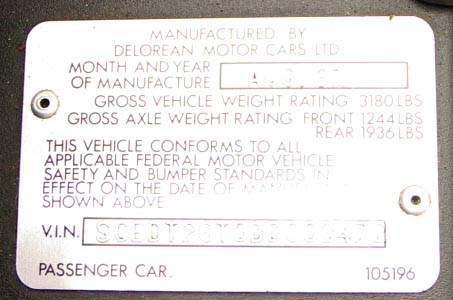 MANUFACTURED BY
DELOREAN MOTOR CARS LTD
MONTH AND YEAR
OF MANUFACTURE
GROSS VEHICLE WEIGHT RATING 3180 LBS
GROSS AXLE WEIGHT RATING FRONT 1244 LBS
REAR 1936 LBS
THIS VEHICLE CONFORMS TO ALL
APPLICABLE FEDERAL MOTOR VEHICLE
SAFETY AND BUMPER STANDARDS IN
EFFECT ON THE DATE OF
SHOWN ABOVE
V.I.N.
PASSENGER CAR. 105196